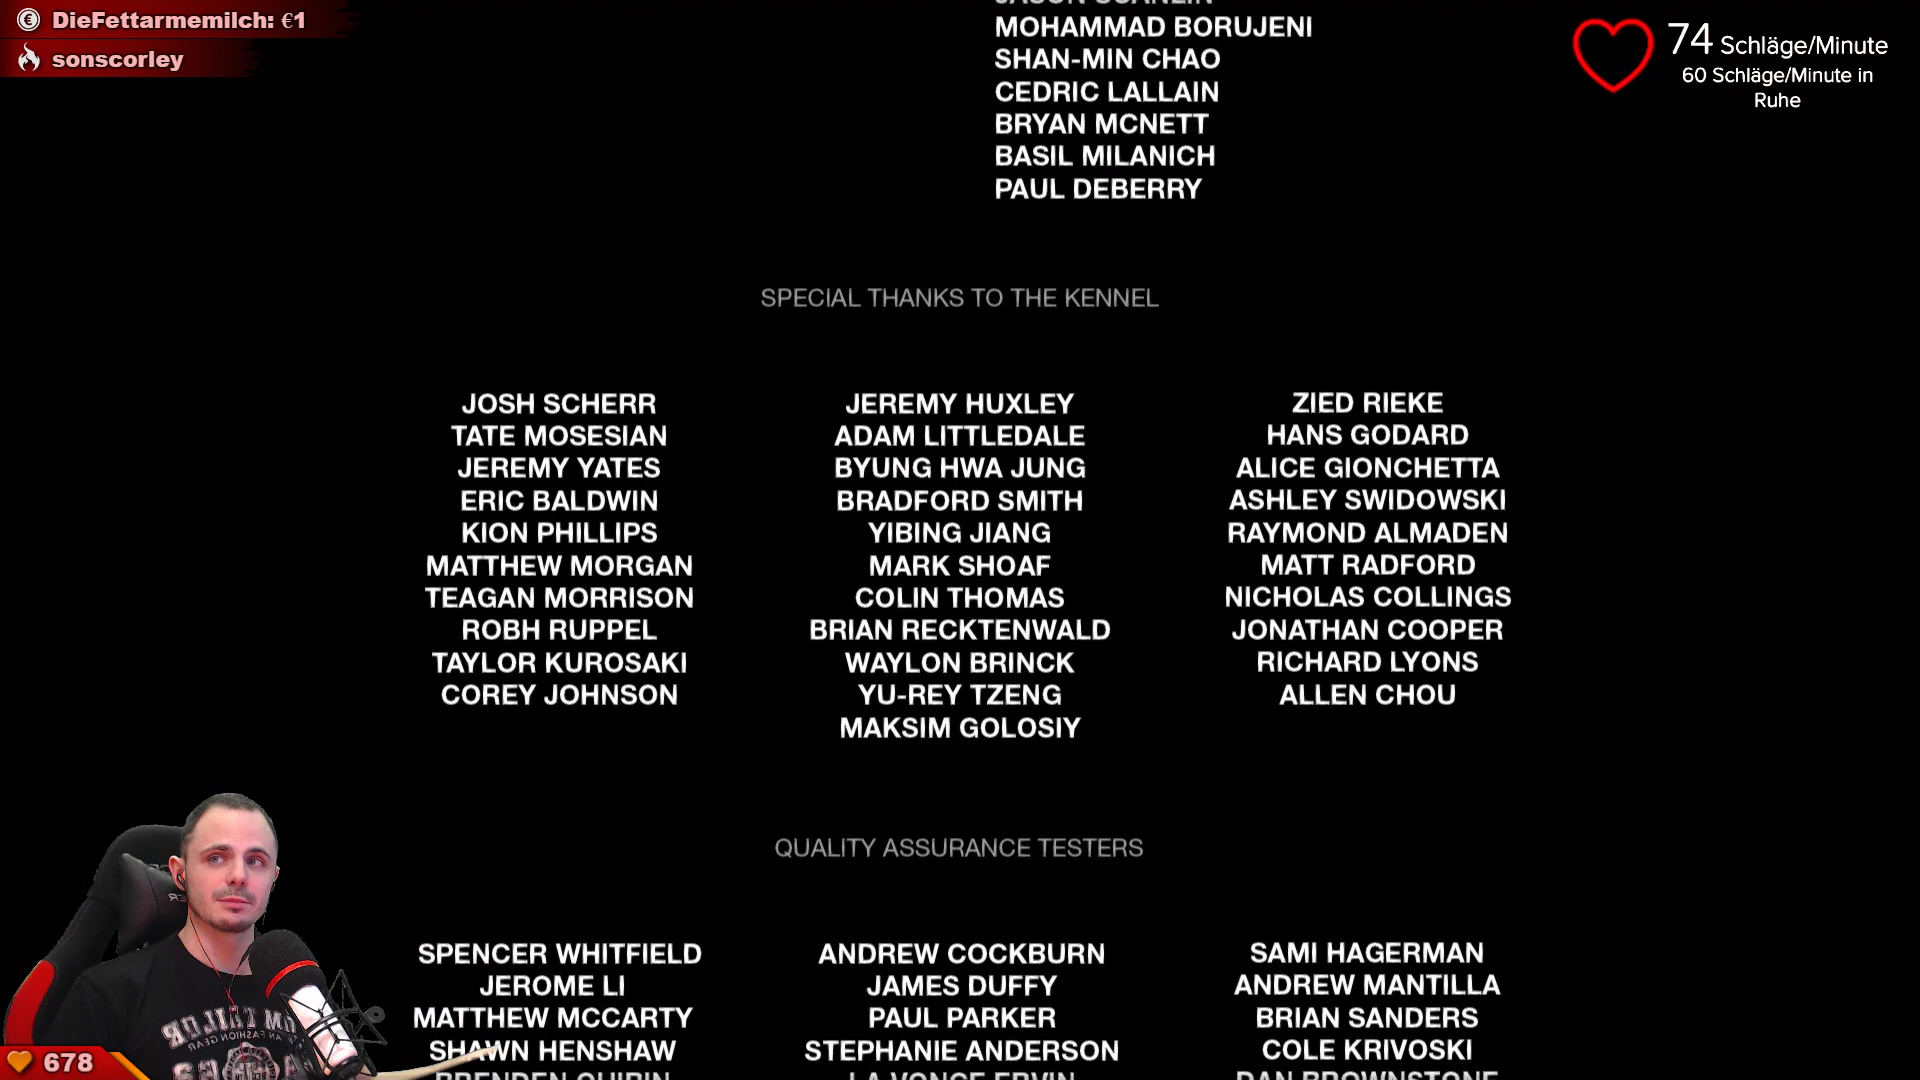 DieFettarmemilch: €1
sonscorley
74 Schläge/Minute
60 Schläge/Minute in
Ruhe
MOHAMMAD BORUJENI
SHAN-MIN CHAO
CEDRIC LALLAIN
BRYAN MCNETT
BASIL MILANICH
PAUL DEBERRY
SPECIAL THANKS TO THE KENNEL
JOSH SCHERR
TATE MOSESIAN
JEREMY YATES
ERIC BALDWIN
KION PHILLIPS
MATTHEW MORGAN
TEAGAN MORRISON
ROBH RUPPEL
TAYLOR KUROSAKI
COREY JOHNSON
JEREMY HUXLEY
ADAM LITTLEDALE
BYUNG HWA JUNG
BRADFORD SMITH
YIBING JIANG
MARK SHOAF
COLIN THOMAS
BRIAN RECKTENWALD
WAYLON BRINCK
YU-REY TZENG
MAKSIM GOLOSIY
ZIED RIEKE
HANS GODARD
ALICE GIONCHETTA
ASHLEY SWIDOWSKI
RAYMOND ALMADEN
MATT RADFORD
NICHOLAS COLLINGS
JONATHAN COOPER
RICHARD LYONS
ALLEN CHOU
QUALITY ASSURANCE TESTERS
SPENCER WHITFIELD
JEROME LI
MATTHEW MCCARTY
SHAWN HENSHAW
ANDREW COCKBURN
JAMES DUFFY
PAUL PARKER
STEPHANIE ANDERSON
SAMI HAGERMAN
ANDREW MANTILLA
BRIAN SANDERS
COLE KRIVOSKI
678